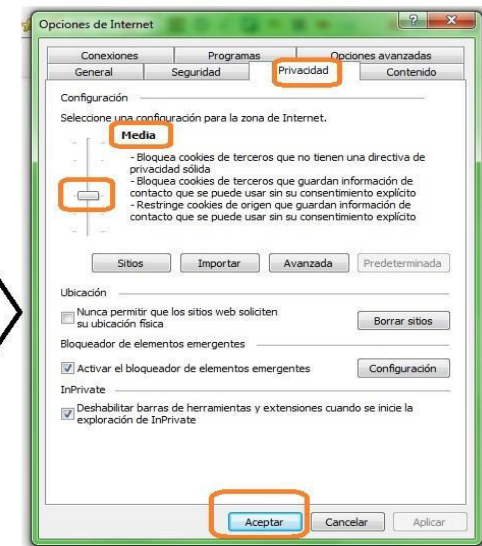 Opciones de Internet
Conexiones Programas Opciones avanzadas
General Seguridad Privacidad Contenido
Configuración
Seleccione una configuración para la zona de Internet.
Media
- Bloquea cookies de terceros que no tienen una directiva de
privacidad sólida
- Bloquea cookies de terceros que guardan información de
contacto que se puede usar sin su consentimiento explícito
- Restringe cookies de origen que guardan información de
contacto que se puede usar sin su consentimiento explícito
Sitios Importar Avanzada Predeterminada
Ubicación
Nunca permitir que los sitios web soliciten
su ubicación física
Borrar sitios
Bloqueador de elementos emergentes
Activar el bloqueador de elementos emergentes Configuración
InPrivate
Deshabilitar barras de herramientas y extensiones cuando se inicie la
exploración de InPrivate
Aceptar Cancelar Aplicar